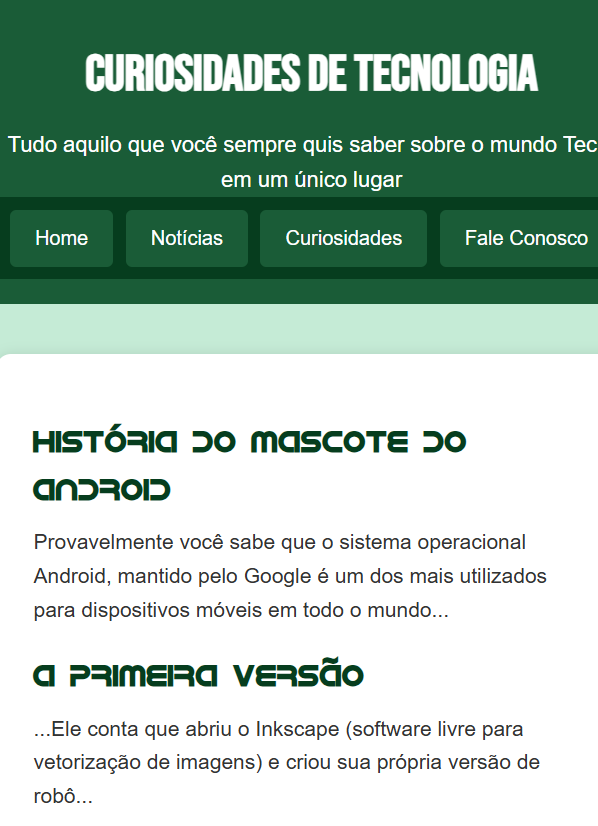 CURIOSIDADES DE TECNOLOGIA
Tudo aquilo que você sempre quis saber sobre o mundo Tec
em um único lugar
Home Notícias Curiosidades Fale Conosco
HISTÓRIA DO MASCOTE DO
ANDROID
Provavelmente você sabe que o sistema operacional
Android, mantido pelo Google é um dos mais utilizados
para dispositivos móveis em todo o mundo...
A PRIMEIRA VERSÃO
...Ele conta que abriu o Inkscape (software livre para
vetorização de imagens) e criou sua própria versão de
robô...